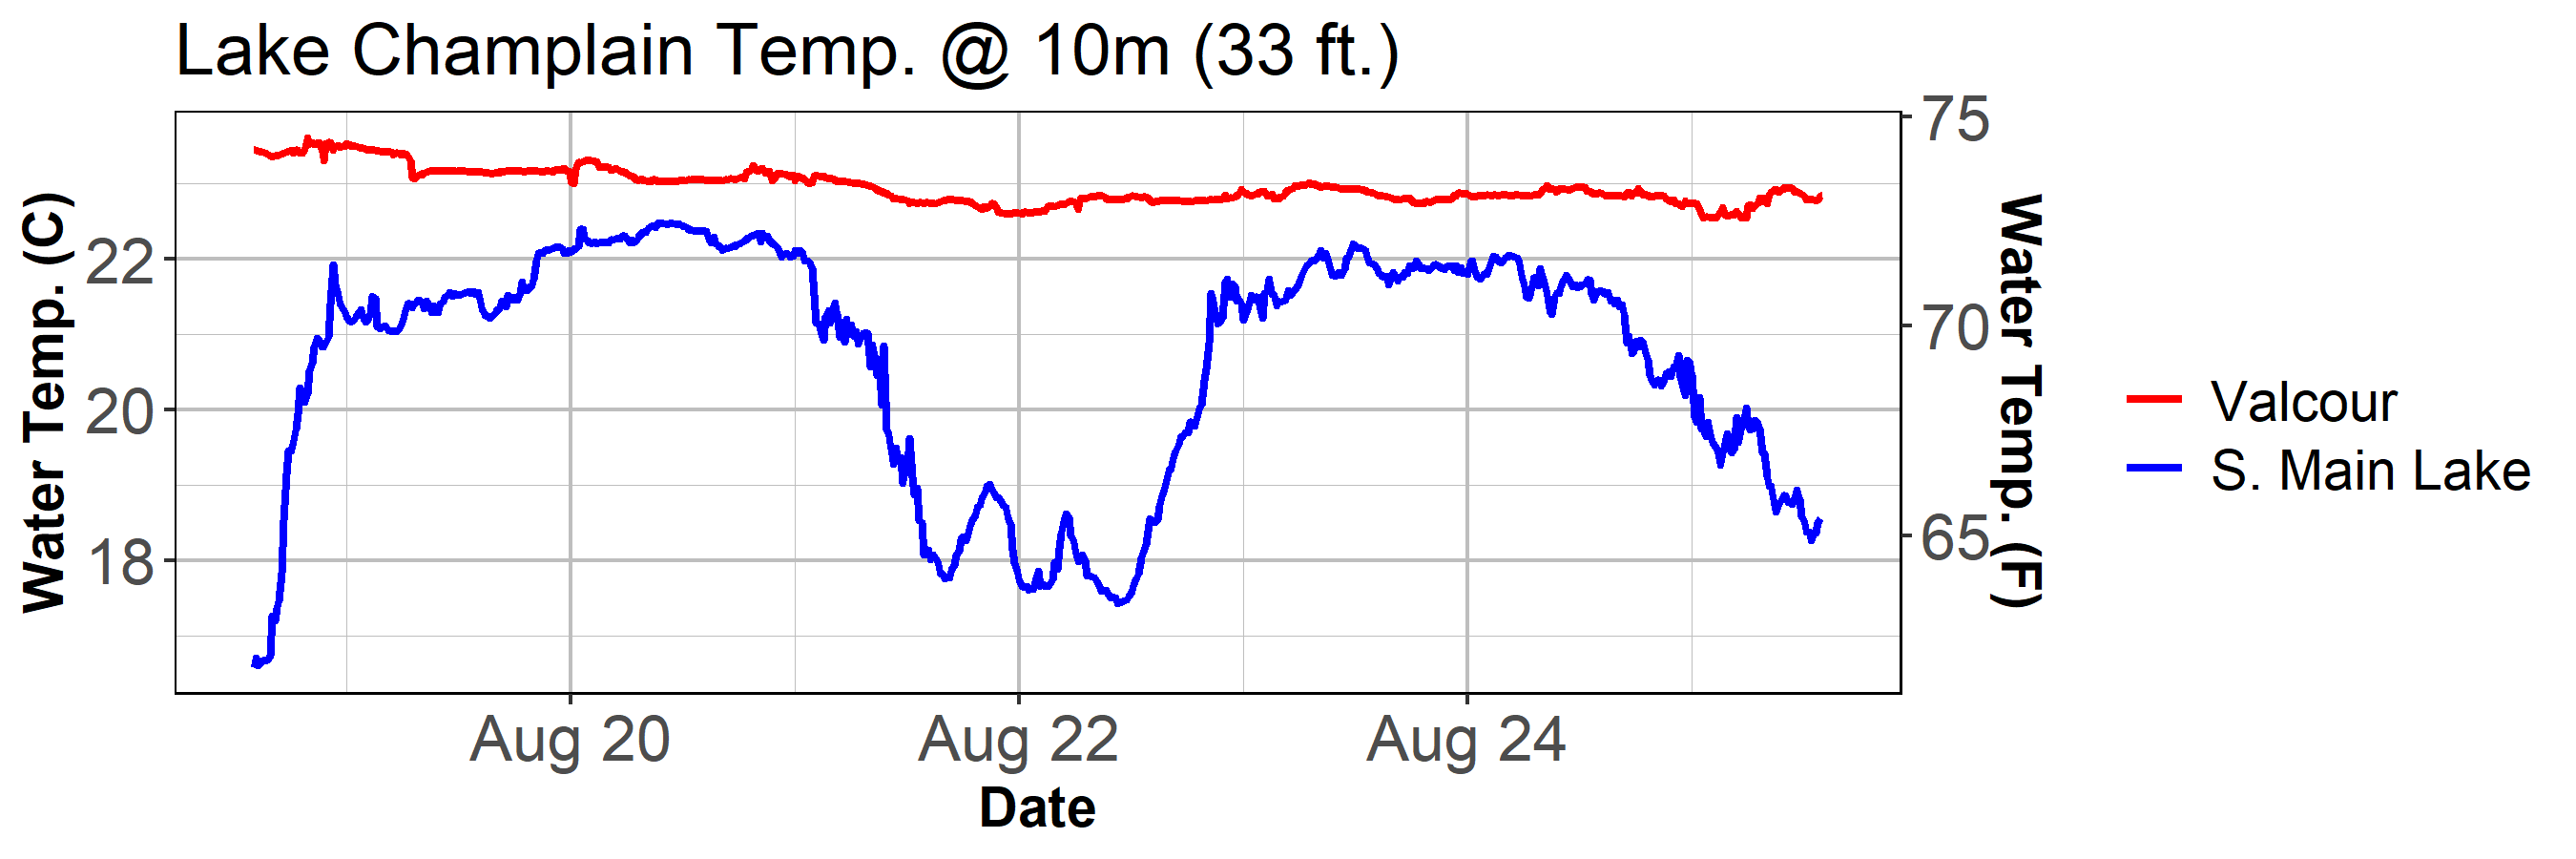 Lake Champlain Temp. @ 10m (33 ft.)
Water Temp. (C)
22
20
18
75
70
65
Water Temp. (F)
Aug 20
Aug 22
Aug 24
Date
Valcour
S. Main Lake